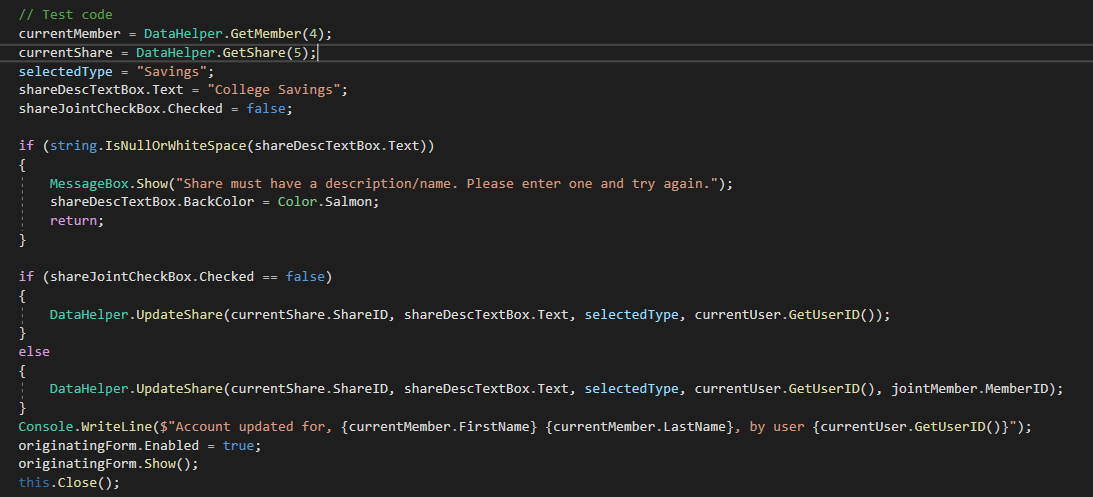 // Test code
currentMember = DataHelper.GetMember(4);
currentShare = DataHelper.GetShare(5);
selectedType = "Savings";
shareDescTextBox.Text = "College Savings";
shareJointCheckBox.Checked = false;

if (string.IsNullOrWhiteSpace(shareDescTextBox.Text))
{
    MessageBox.Show("Share must have a description/name. Please enter one and try again.");
    shareDescTextBox.BackColor = Color.Salmon;
    return;
}

if (shareJointCheckBox.Checked == false)
{
    DataHelper.UpdateShare(currentShare.ShareID, shareDescTextBox.Text, selectedType, currentUser.GetUserID());
}
else
{
    DataHelper.UpdateShare(currentShare.ShareID, shareDescTextBox.Text, selectedType, currentUser.GetUserID(), jointMember.MemberID);
}
Console.WriteLine($"Account updated for, {currentMember.FirstName} {currentMember.LastName}, by user {currentUser.GetUserID()}");
originatingForm.Enabled = true;
originatingForm.Show();
this.Close();